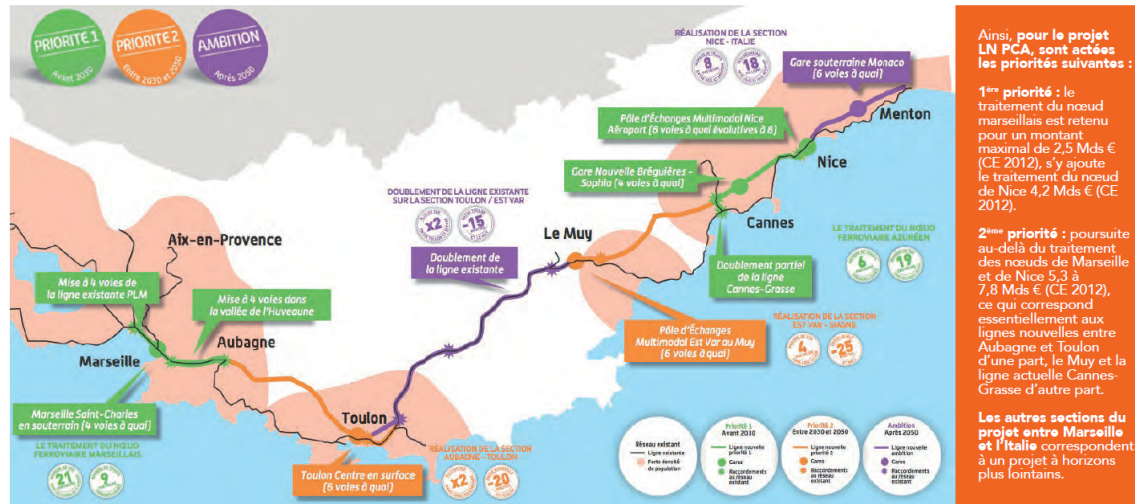 PRIORITÉ 1
Avant 2030
PRIORITÉ 2
Entre 2030 et 2050
AMBITION
Après 2050
RÉALISATION DE LA SECTION
NICE - ITALIE
8
18
Gare souterraine Monaco
(6 voies à quai)
Menton
Pôle d'Échanges Multimodal Nice
Aéroport (6 voies à quai évolutives à 8)
Nice
Gare Nouvelle Bréguières -
Sophia (4 voies à quai)
Cannes
DOUBLEMENT DE LA LIGNE EXISTANTE
SUR LA SECTION TOULON / EST VAR
x2
-15
Le Muy
LE TRAITEMENT DU NŒUD
FERROVIAIRE AZURÉEN
6
19
Aix-en-Provence
Doublement de
la ligne existante
Doublement partiel
de la ligne
Cannes-Grasse
Mise à 4 voies de
la ligne existante PLM
Mise à 4 voies dans
la vallée de l'Huveaune
Aubagne
Marseille
Pôle d'Échanges
Multimodal Est Var au Muy
(6 voies à quai)
RÉALISATION DE LA SECTION
EST VAR - SIAGNE
4
-25
Marseille Saint-Charles
en souterrain (4 voies à quai)
Toulon
LE TRAITEMENT DU NŒUD
FERROVIAIRE MARSEILLAIS
21
9
Toulon Centre en surface
(6 voies à quai)
RÉALISATION DE LA SECTION
AUBAGNE - TOULON
x2
-20
Réseau existant
Ligne existante
Forte densité
de population
Priorité 1
Avant 2030
Ligne nouvelle
priorité 1
Gares
Raccordements
au réseau
existant
Priorité 2
Entre 2030 et 2050
Ligne nouvelle
priorité 2
Gares
Raccordements
au réseau
existant
Ambition
Après 2050
Ligne nouvelle
ambition
Gares
Raccordements
au réseau
existant
Ainsi, pour le projet
LN PCA, sont actées
les priorités suivantes :
1ère priorité : le
traitement du nœud
marseillais est retenu
pour un montant
maximal de 2,5 Mds €
(CE 2012), s'y ajoute
le traitement du nœud
de Nice 4,2 Mds € (CE
2012).
2ème priorité : poursuite
au-delà du traitement
des nœuds de Marseille
et de Nice 5,3 à
7,8 Mds € (CE 2012),
ce qui correspond
essentiellement aux
lignes nouvelles entre
Aubagne et Toulon
d'une part, le Muy et la
ligne actuelle Cannes-
Grasse d'autre part.
Les autres sections du
projet entre Marseille
et l'Italie correspondent
à un projet à horizons
plus lointains.